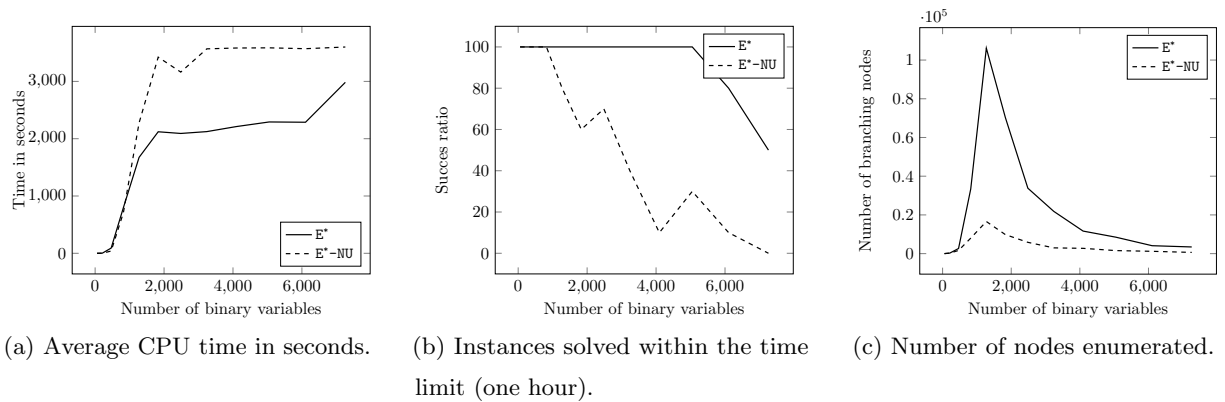 3,000
2,000
1,000
0
0
2,000
4,000
6,000
Time in seconds
Number of binary variables
E*
E*-NU
100
80
60
40
20
0
0
2,000
4,000
6,000
Succes ratio
Number of binary variables
E*
E*-NU
·10⁵
1
0.8
0.6
0.4
0.2
0
0
2,000
4,000
6,000
Number of branching nodes
Number of binary variables
E*
E*-NU
(a) Average CPU time in seconds.
(b) Instances solved within the time
limit (one hour).
(c) Number of nodes enumerated.